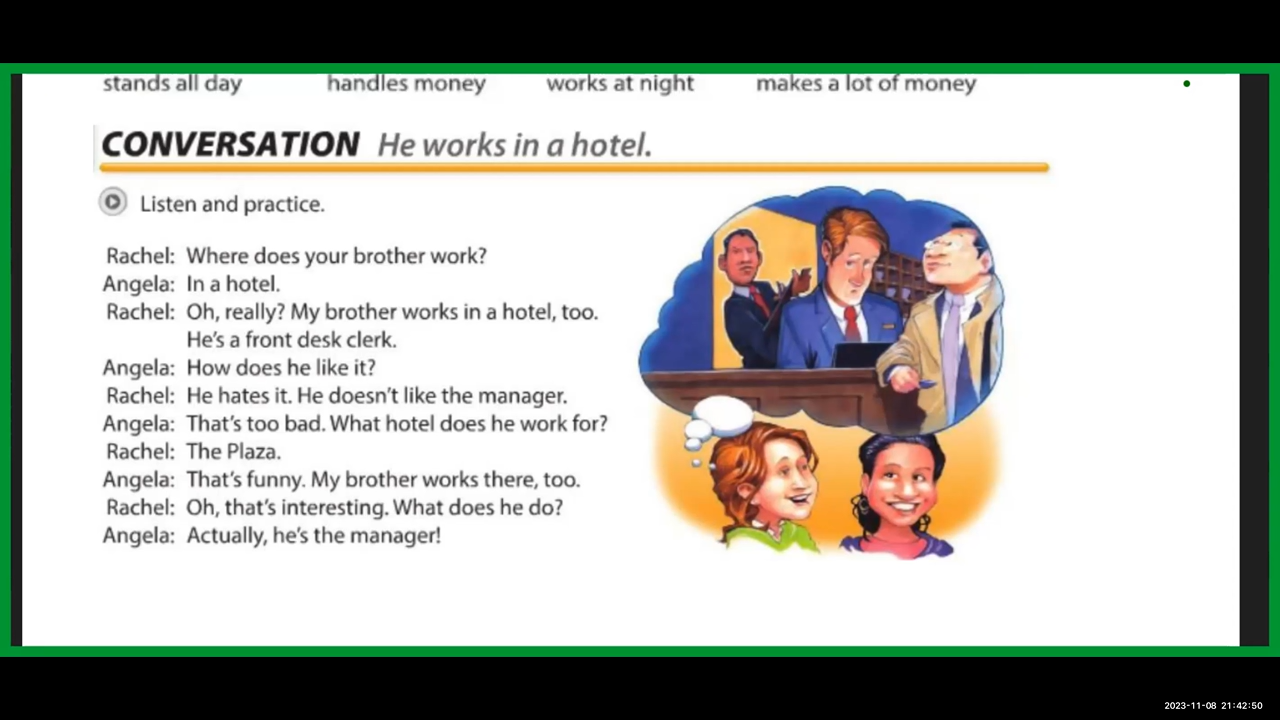 stands all day handles money works at night makes a lot of money
CONVERSATION He works in a hotel.
Listen and practice.
Rachel: Where does your brother work?
Angela: In a hotel.
Rachel: Oh, really? My brother works in a hotel, too.
He's a front desk clerk.
Angela: How does he like it?
Rachel: He hates it. He doesn't like the manager.
Angela: That's too bad. What hotel does he work for?
Rachel: The Plaza.
Angela: That's funny. My brother works there, too.
Rachel: Oh, that's interesting. What does he do?
Angela: Actually, he's the manager!
2023-11-08 21:42:50